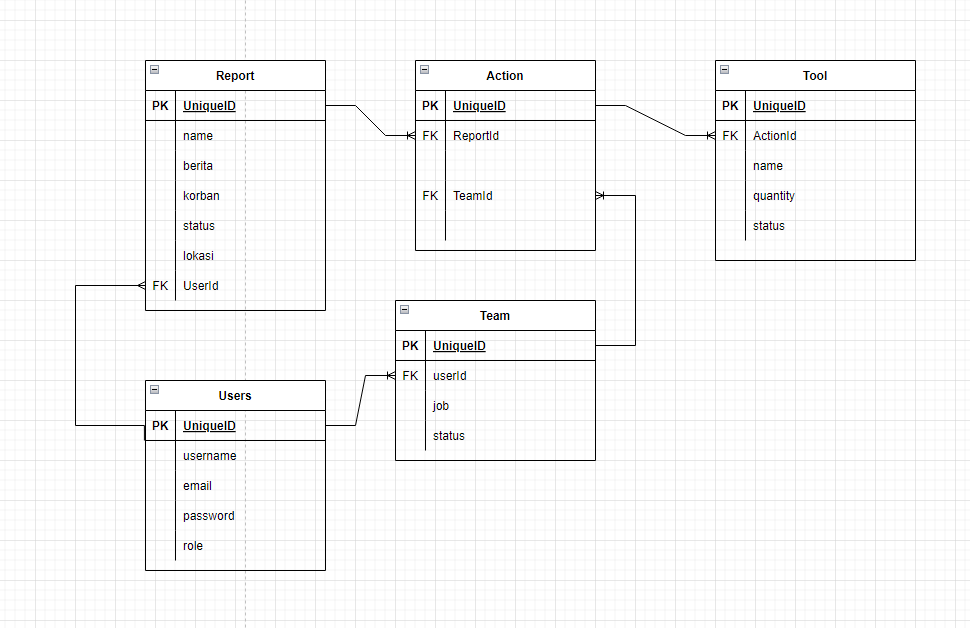 Report
PK UniqueID
name
berita
korban
status
lokasi
FK UserId
Action
PK UniqueID
FK ReportId
FK TeamId
Tool
PK UniqueID
FK ActionId
name
quantity
status
Team
PK UniqueID
FK userId
job
status
Users
PK UniqueID
username
email
password
role